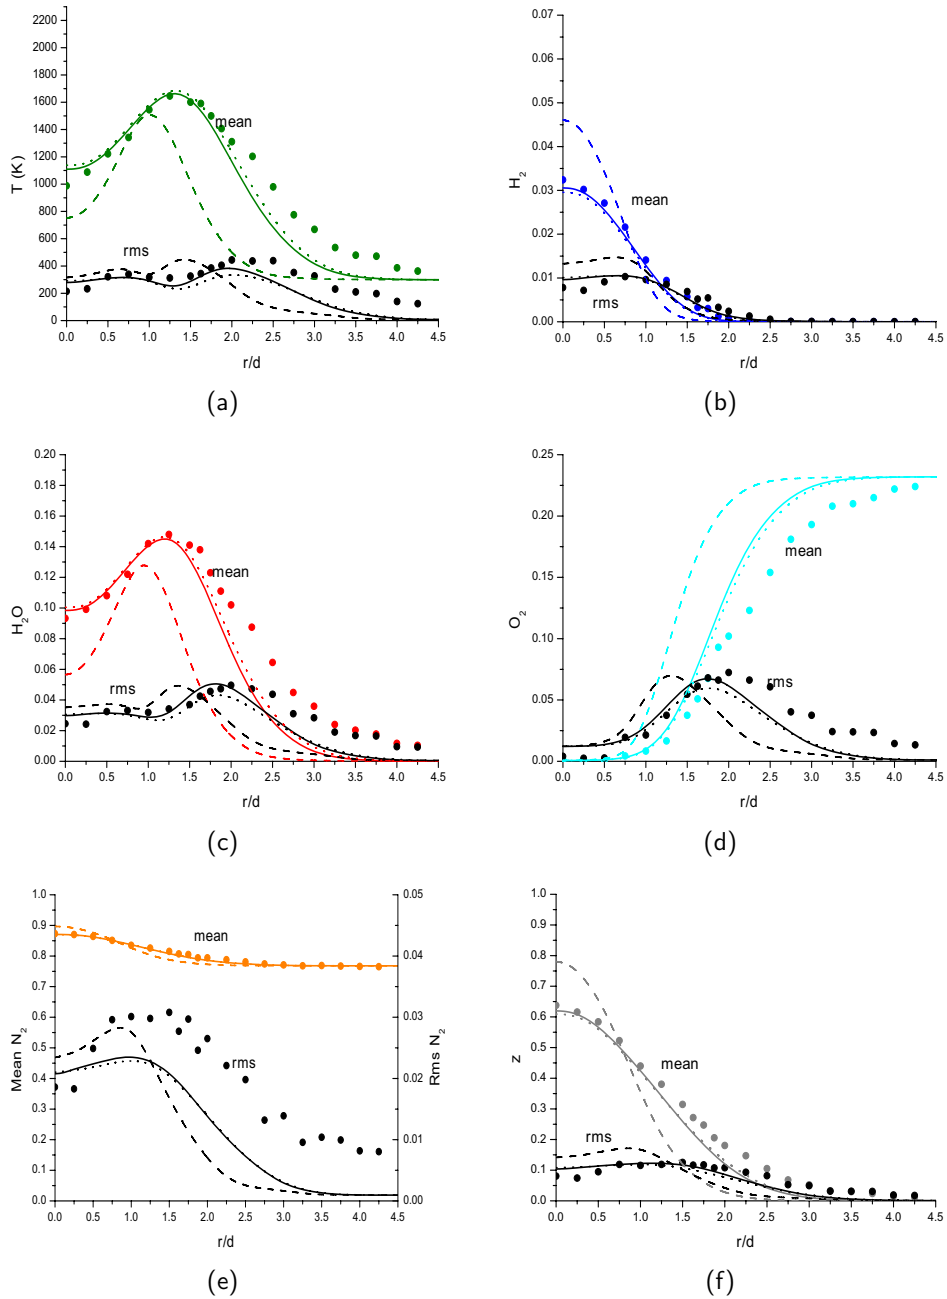 2200
2000
1800
1600
1400
1200
1000
800
600
400
200
0
T (K)
mean
rms
0.0 0.5 1.0 1.5 2.0 2.5 3.0 3.5 4.0 4.5
r/d
(a)
0.07
0.06
0.05
0.04
0.03
0.02
0.01
0.00
H2
mean
rms
0.0 0.5 1.0 1.5 2.0 2.5 3.0 3.5 4.0 4.5
r/d
(b)
0.20
0.18
0.16
0.14
0.12
0.10
0.08
0.06
0.04
0.02
0.00
H2O
mean
rms
0.0 0.5 1.0 1.5 2.0 2.5 3.0 3.5 4.0 4.5
r/d
(c)
0.25
0.20
0.15
0.10
0.05
0.00
O2
mean
rms
0.0 0.5 1.0 1.5 2.0 2.5 3.0 3.5 4.0 4.5
r/d
(d)
1.0
0.9
0.8
0.7
0.6
0.5
0.4
0.3
0.2
0.1
0.0
Mean N2
mean
rms
0.05
0.04
0.03
0.02
0.01
0.00
Rms N2
0.0 0.5 1.0 1.5 2.0 2.5 3.0 3.5 4.0 4.5
r/d
(e)
1.0
0.9
0.8
0.7
0.6
0.5
0.4
0.3
0.2
0.1
0.0
z
mean
rms
0.0 0.5 1.0 1.5 2.0 2.5 3.0 3.5 4.0 4.5
r/d
(f)